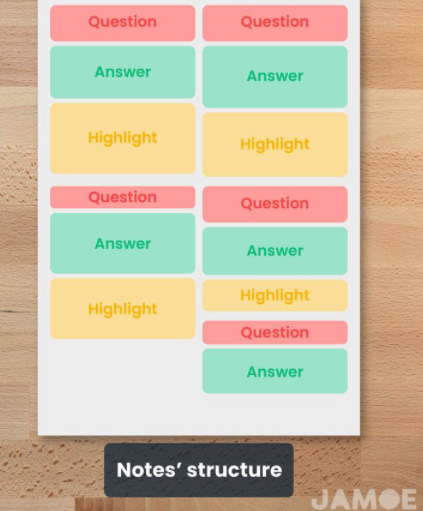 Question
Answer
Highlight
Question
Answer
Highlight
Question
Answer
Highlight
Question
Answer
Highlight
Question
Answer
Notes’ structure
JAMOE